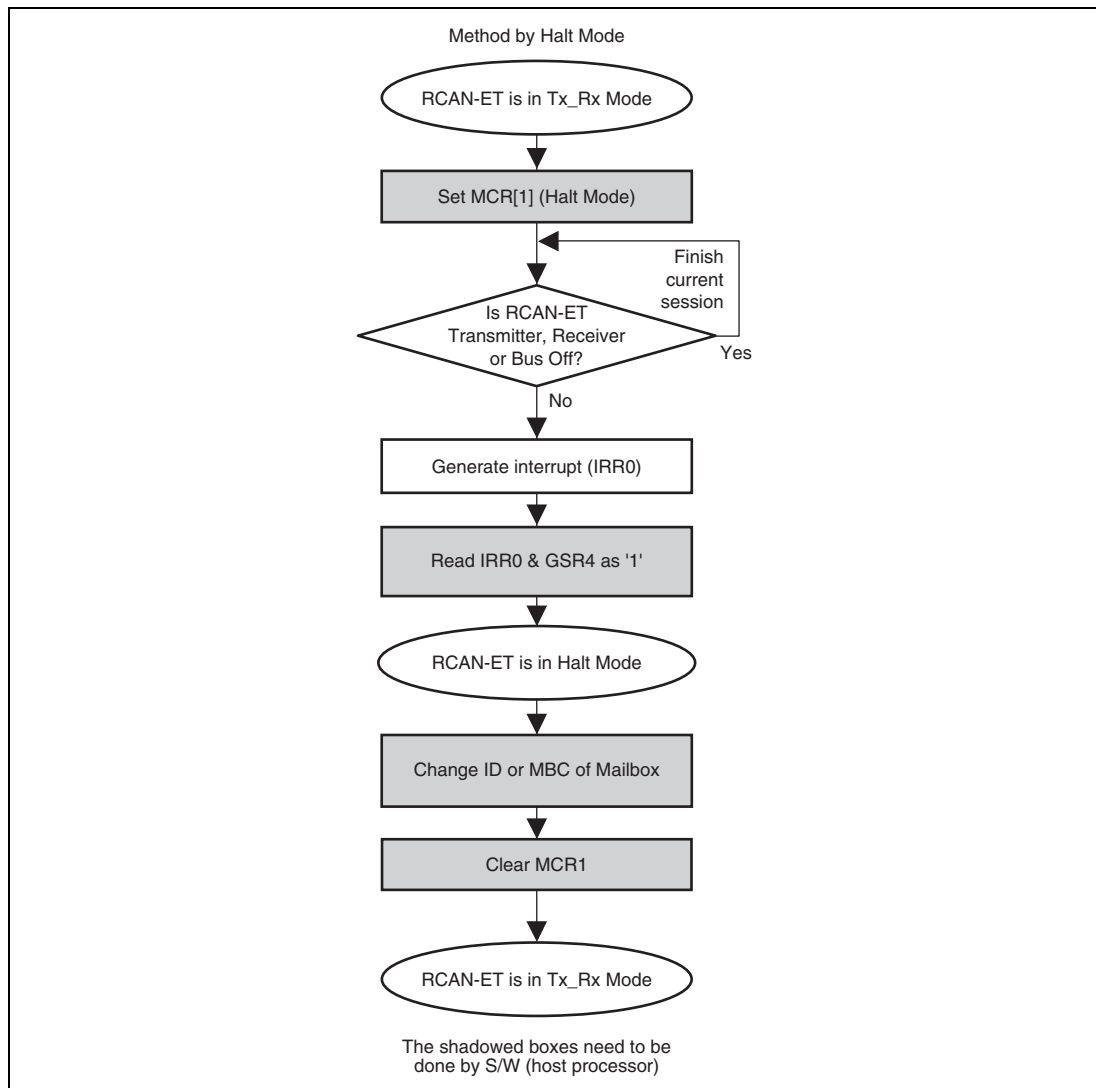 Method by Halt Mode
RCAN-ET is in Tx_Rx Mode
Set MCR[1] (Halt Mode)
Finish
current
session
Is RCAN-ET
Transmitter, Receiver
or Bus Off?
Yes
No
Generate interrupt (IRR0)
Read IRR0 & GSR4 as '1'
RCAN-ET is in Halt Mode
Change ID or MBC of Mailbox
Clear MCR1
RCAN-ET is in Tx_Rx Mode
The shadowed boxes need to be
done by S/W (host processor)